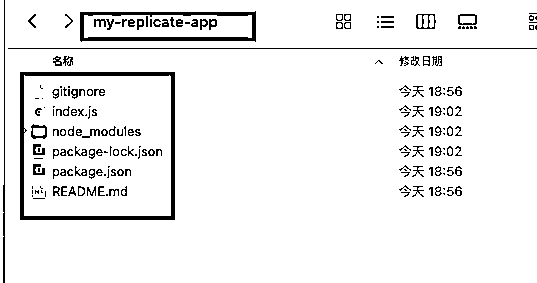 my-replicate-app
名称 修改日期
gitignore 今天 18:56
index.js 今天 19:02
node_modules 今天 19:02
package-lock.json 今天 19:02
package.json 今天 18:56
README.md 今天 18:56